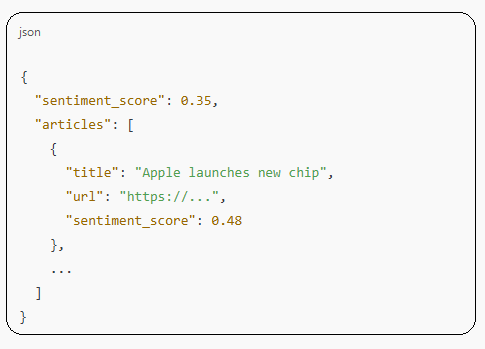 json
{
"sentiment_score": 0.35,
"articles": [
{
"title": "Apple launches new chip",
"url": "https://...",
"sentiment_score": 0.48
},
...
]
}